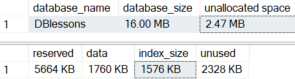 database_name database_size unallocated space
1 DBlessons 16.00 MB 2.47 MB
reserved data index_size unused
1 5664 KB 1760 KB 1576 KB 2328 KB